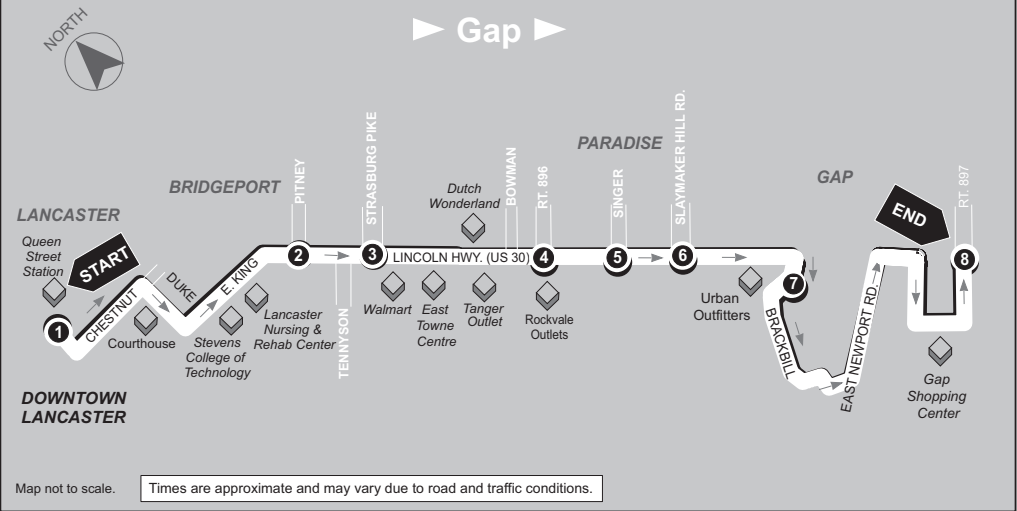 NORTH
Gap
LANCASTER
Queen
Street
Station
START
1
CHESTNUT
DUKE
Courthouse
DOWNTOWN
LANCASTER
BRIDGEPORT
E. KING
Stevens
College of
Technology
Lancaster
Nursing &
Rehab Center
PITNEY
2
TENNYSON
STRASBURG PIKE
3
LINCOLN HWY. (US 30)
Walmart
East
Towne
Centre
Dutch
Wonderland
Tanger
Outlet
BOWMAN
RT. 896
4
Rockvale
Outlets
PARADISE
SINGER
5
SLAYMAKER HILL RD.
6
Urban
Outfitters
7
BRACKBILL
EAST NEWPORT RD.
GAP
END
RT. 897
8
Gap
Shopping
Center
Map not to scale.
Times are approximate and may vary due to road and traffic conditions.